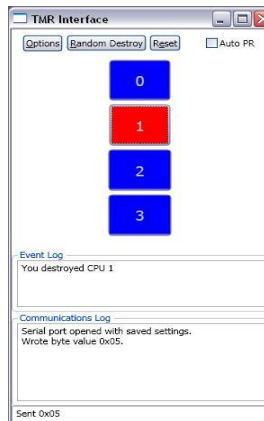 TMR Interface
Options Random Destroy Reset Auto PR
0
1
2
3
Event Log
You destroyed CPU 1
Communications Log
Serial port opened with saved settings.
Wrote byte value 0x05.
Sent 0x05